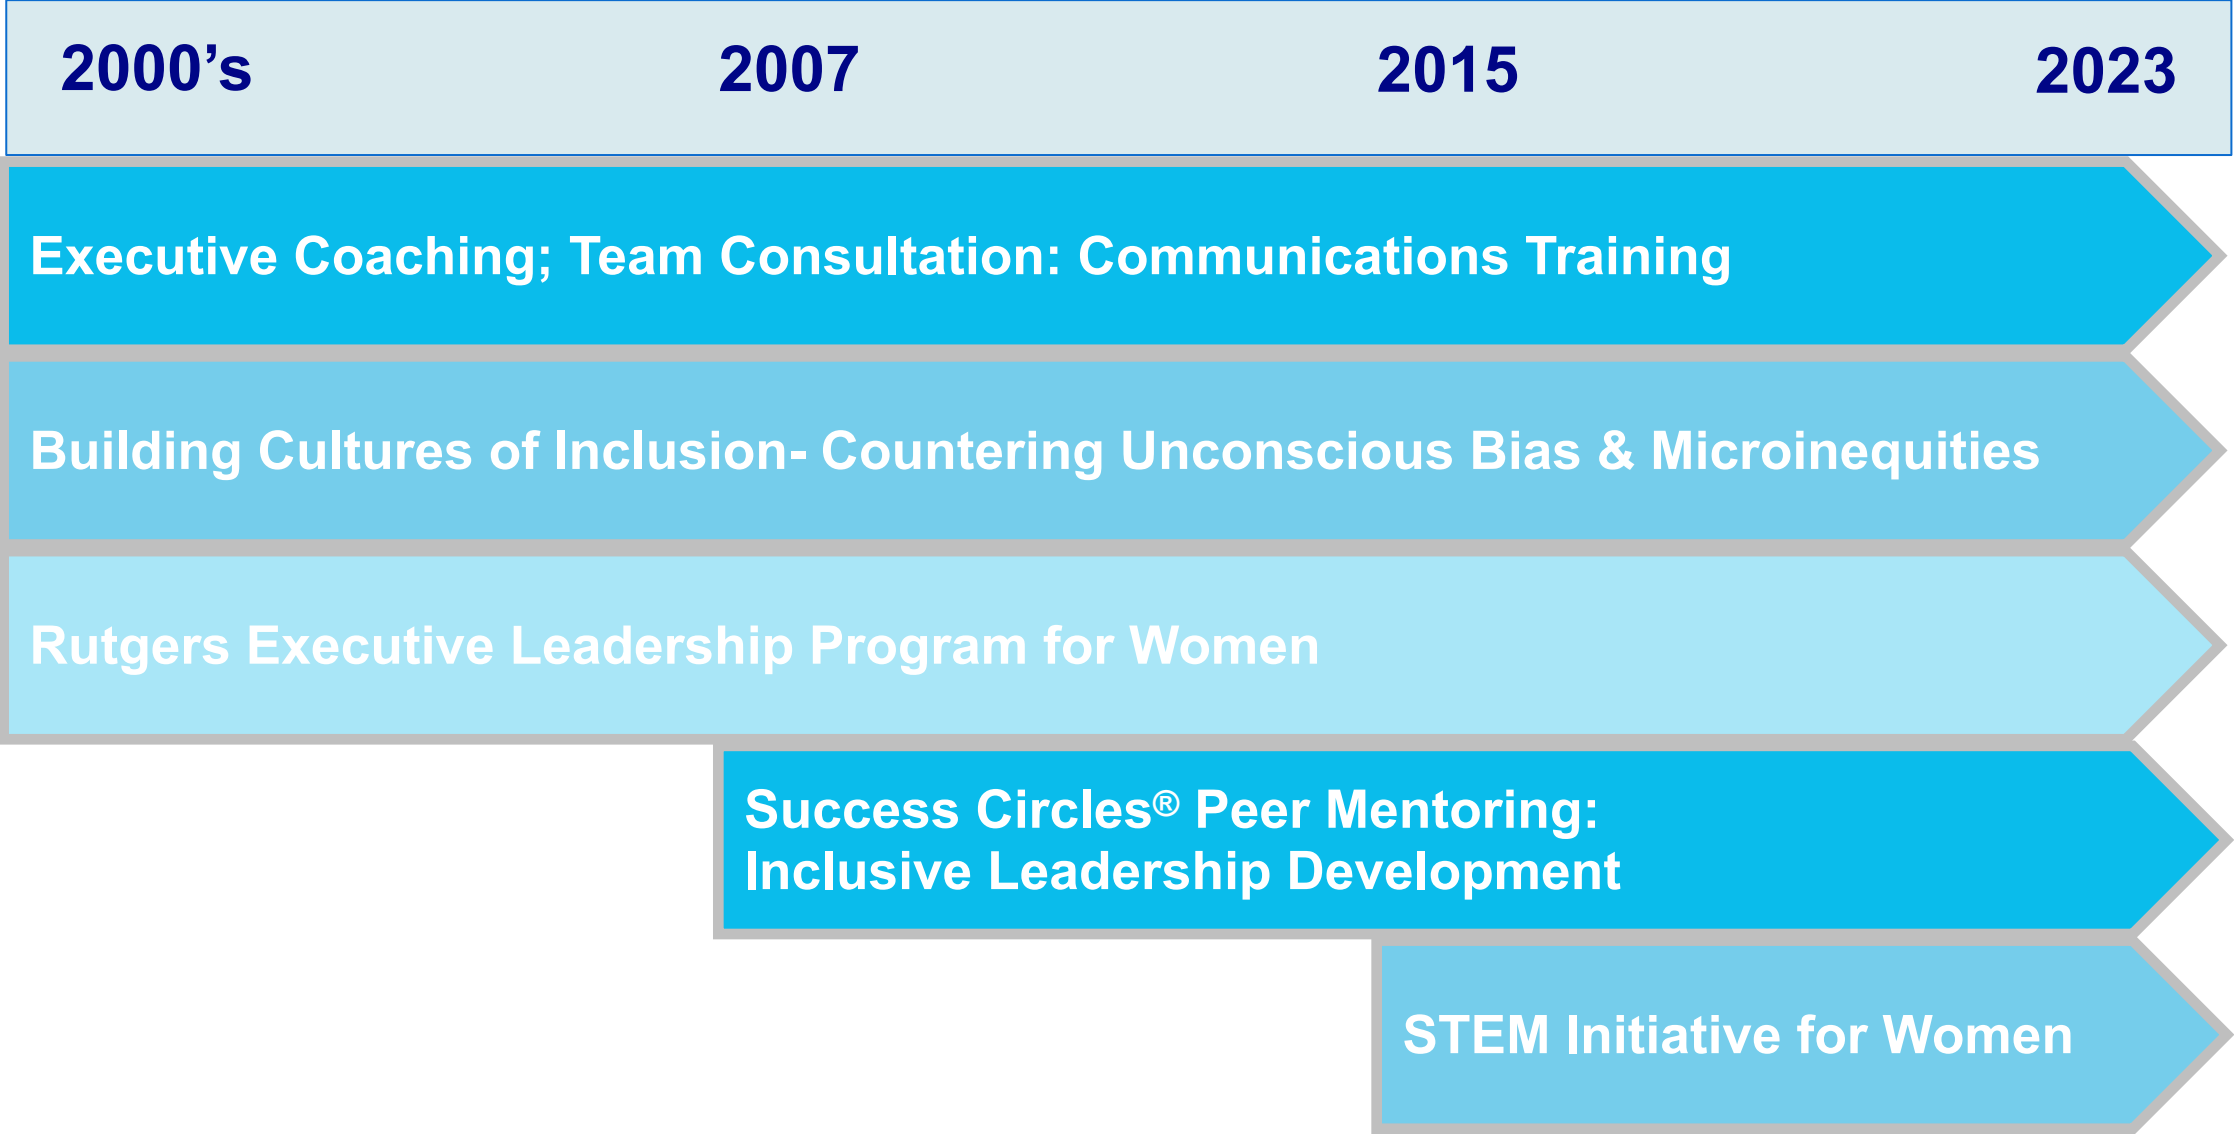 2000’s 2007 2015 2023
Executive Coaching; Team Consultation: Communications Training
Building Cultures of Inclusion- Countering Unconscious Bias & Microinequities
Rutgers Executive Leadership Program for Women
Success Circles® Peer Mentoring:
Inclusive Leadership Development
STEM Initiative for Women